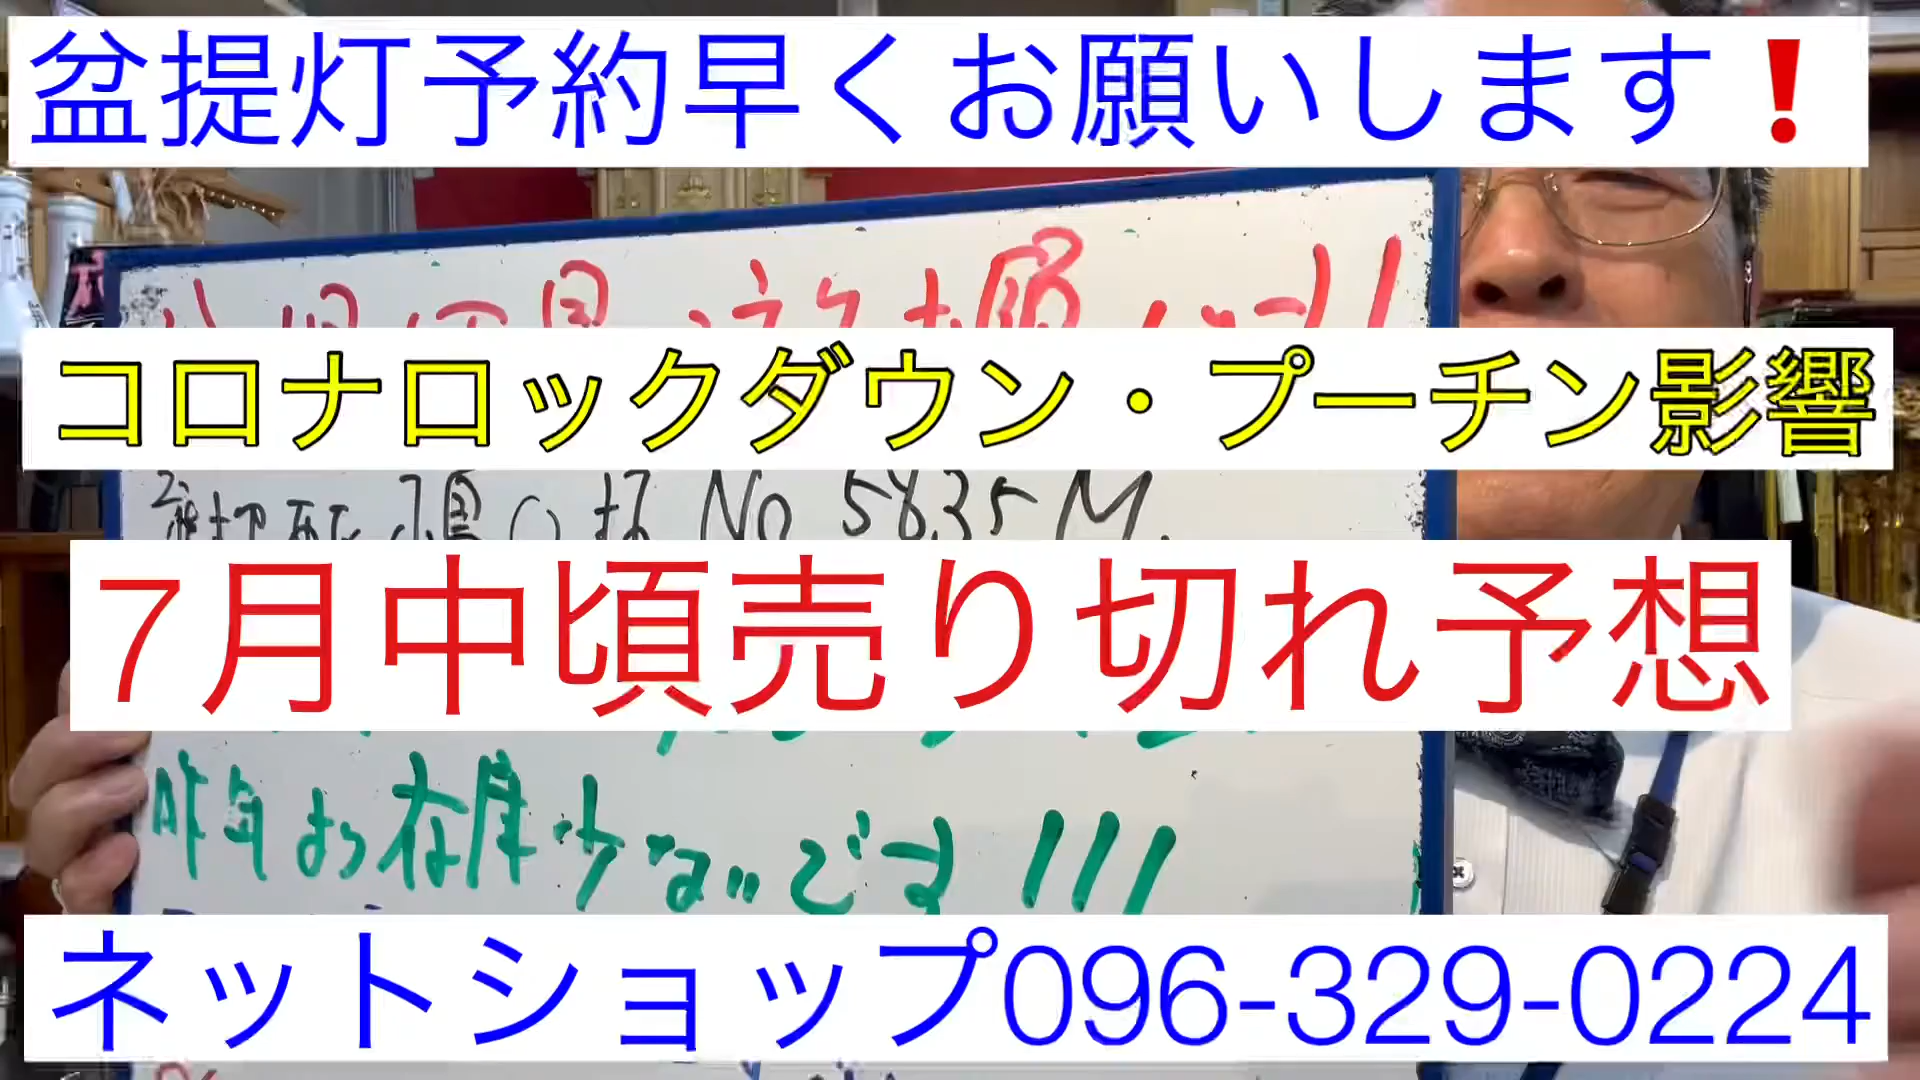 盆提灯予約早くお願いします❗
コロナロックダウン・プーチン影響
No 5835M.
7月中頃売り切れ予想
昨年より在庫少ないです!!!
ネットショップ096-329-0224